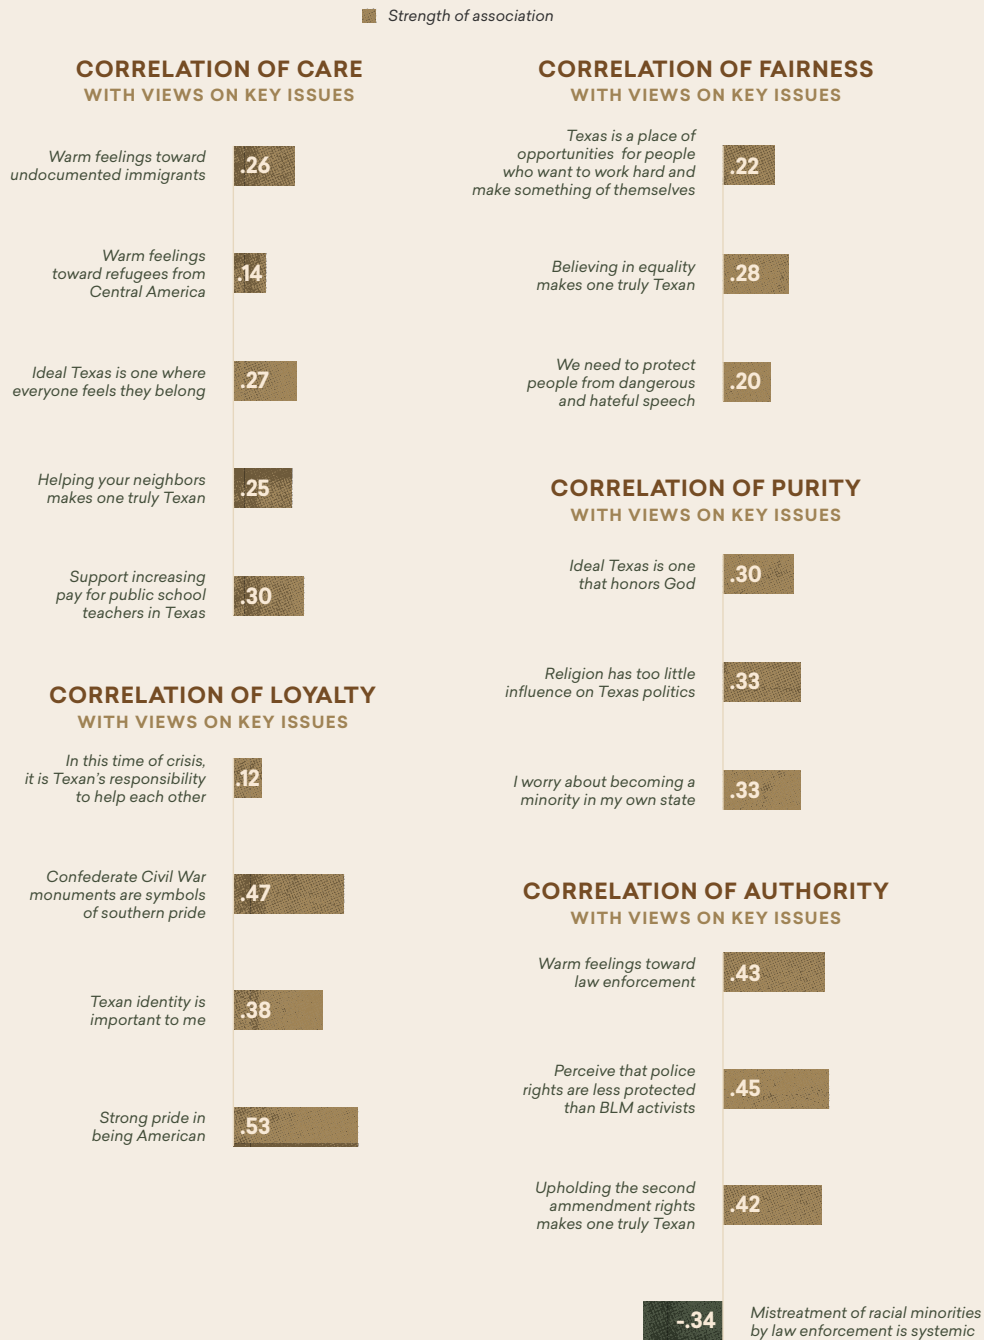 Strength of association
CORRELATION OF CARE
WITH VIEWS ON KEY ISSUES
Warm feelings toward
undocumented immigrants
.26
Warm feelings
toward refugees from
Central America
.14
Ideal Texas is one where
everyone feels they belong
.27
Helping your neighbors
makes one truly Texan
.25
Support increasing
pay for public school
teachers in Texas
.30
CORRELATION OF LOYALTY
WITH VIEWS ON KEY ISSUES
In this time of crisis,
it is Texan's responsibility
to help each other
.12
Confederate Civil War
monuments are symbols
of southern pride
.47
Texan identity is
important to me
.38
Strong pride in
being American
.53
CORRELATION OF FAIRNESS
WITH VIEWS ON KEY ISSUES
Texas is a place of
opportunities for people
who want to work hard and
make something of themselves
.22
Believing in equality
makes one truly Texan
.28
We need to protect
people from dangerous
and hateful speech
.20
CORRELATION OF PURITY
WITH VIEWS ON KEY ISSUES
Ideal Texas is one
that honors God
.30
Religion has too little
influence on Texas politics
.33
I worry about becoming a
minority in my own state
.33
CORRELATION OF AUTHORITY
WITH VIEWS ON KEY ISSUES
Warm feelings toward
law enforcement
.43
Perceive that police
rights are less protected
than BLM activists
.45
Upholding the second
ammendment rights
makes one truly Texan
.42
-.34
Mistreatment of racial minorities
by law enforcement is systemic